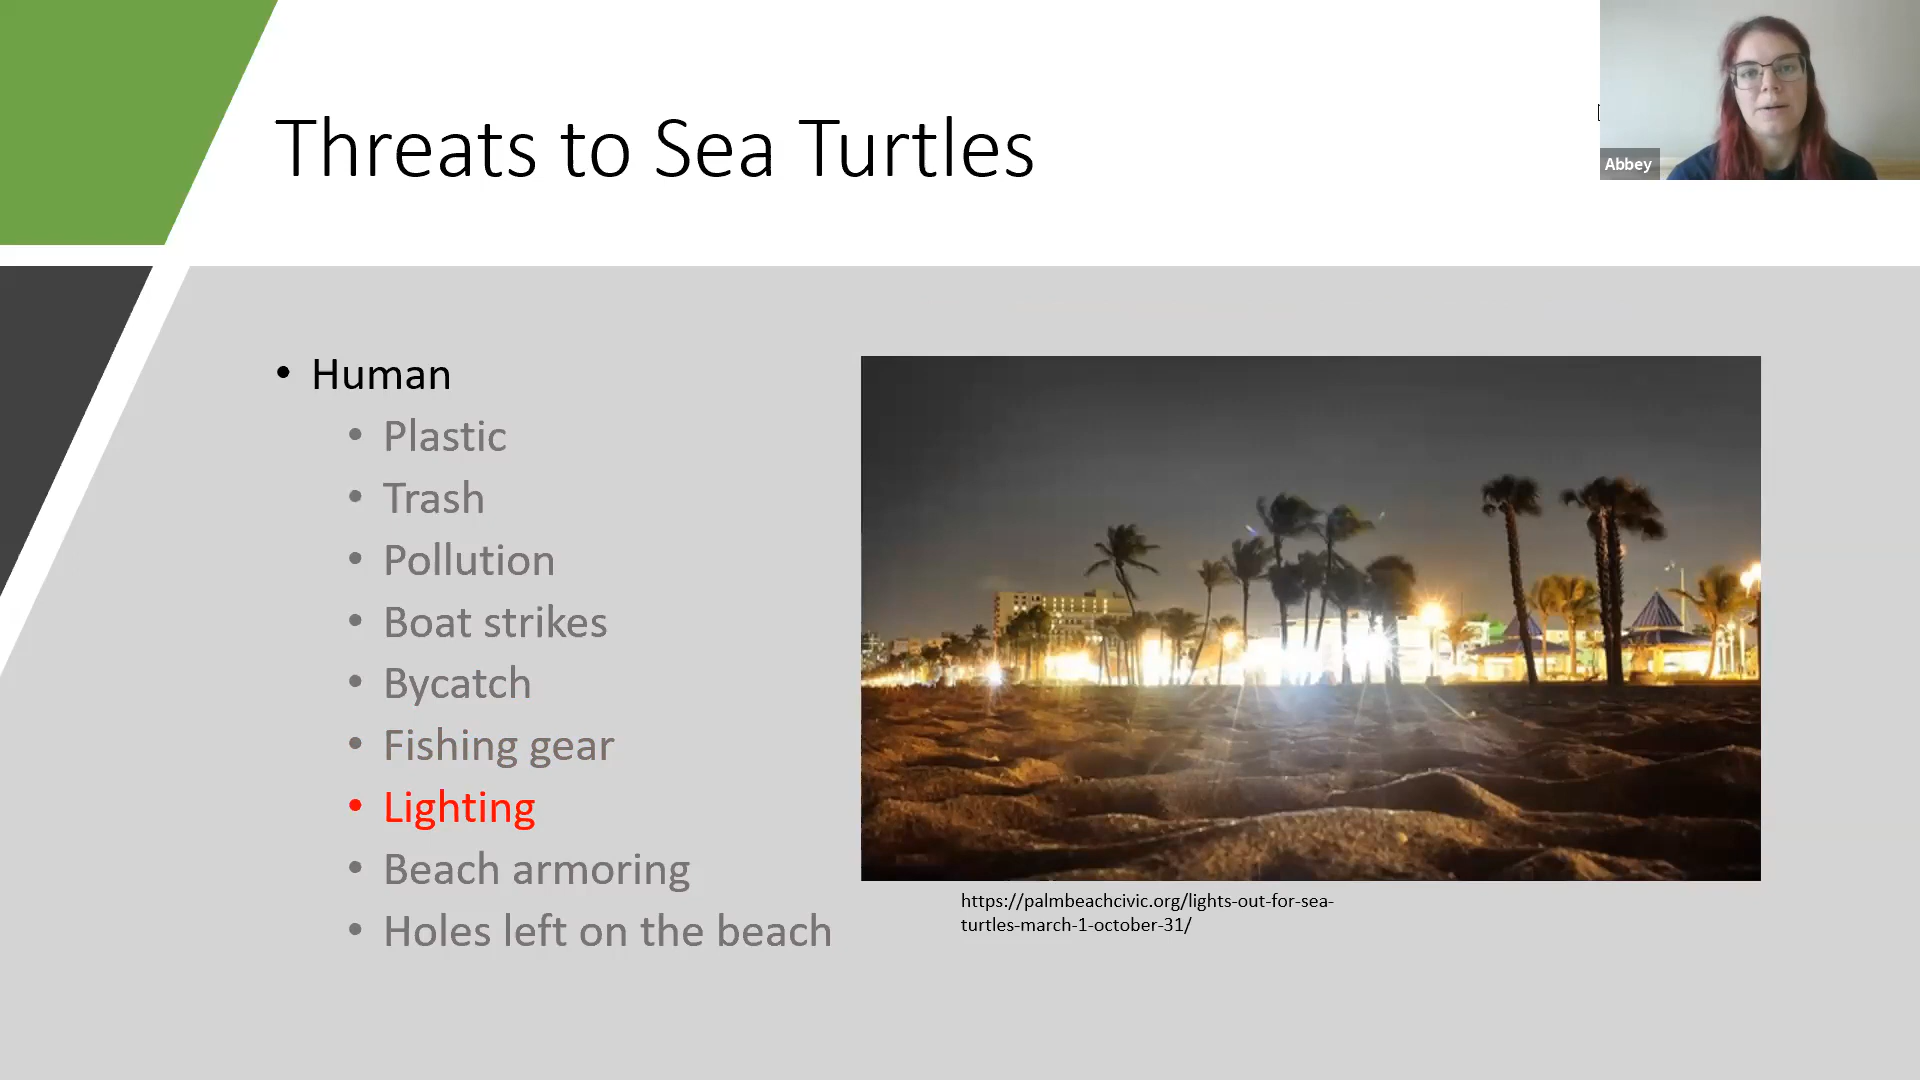 Threats to Sea Turtles
Abbey
• Human
• Plastic
• Trash
• Pollution
• Boat strikes
• Bycatch
• Fishing gear
• Lighting
• Beach armoring
• Holes left on the beach
https://palmbeachcivic.org/lights-out-for-sea-
turtles-march-1-october-31/